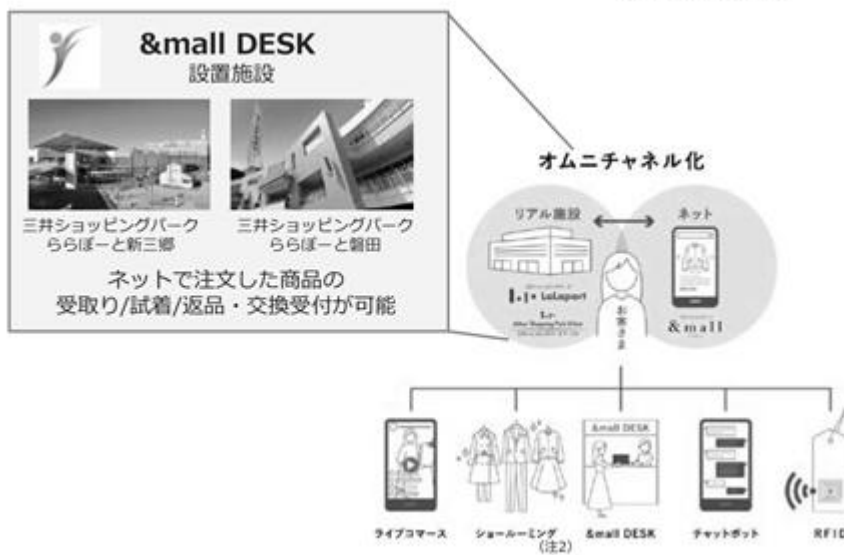 &mall DESK
設置施設
三井ショッピングパーク
ららぽーと新三郷
三井ショッピングパーク
ららぽーと磐田
ネットで注文した商品の
受取り/試着/返品・交換受付が可能
オムニチャネル化
リアル施設
ネット
LaLaport
お客さま
&mall
&mall DESK
ライブコマース
ショールーミング
(注2)
&mall DESK
チャットボット
RFID